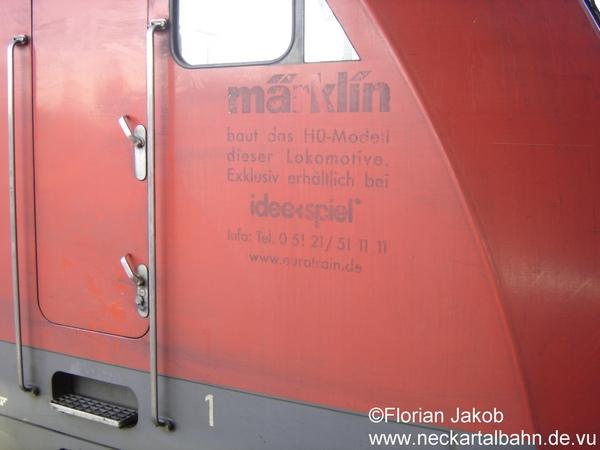 märklin
baut das H0-Modell
dieser Lokomotive.
Exklusiv erhältlich bei
idee+spiel
Info: Tel. 0 51 21/51 11 11
www.eurotrain.de
1
©Florian Jakob
www.neckartalbahn.de.vu